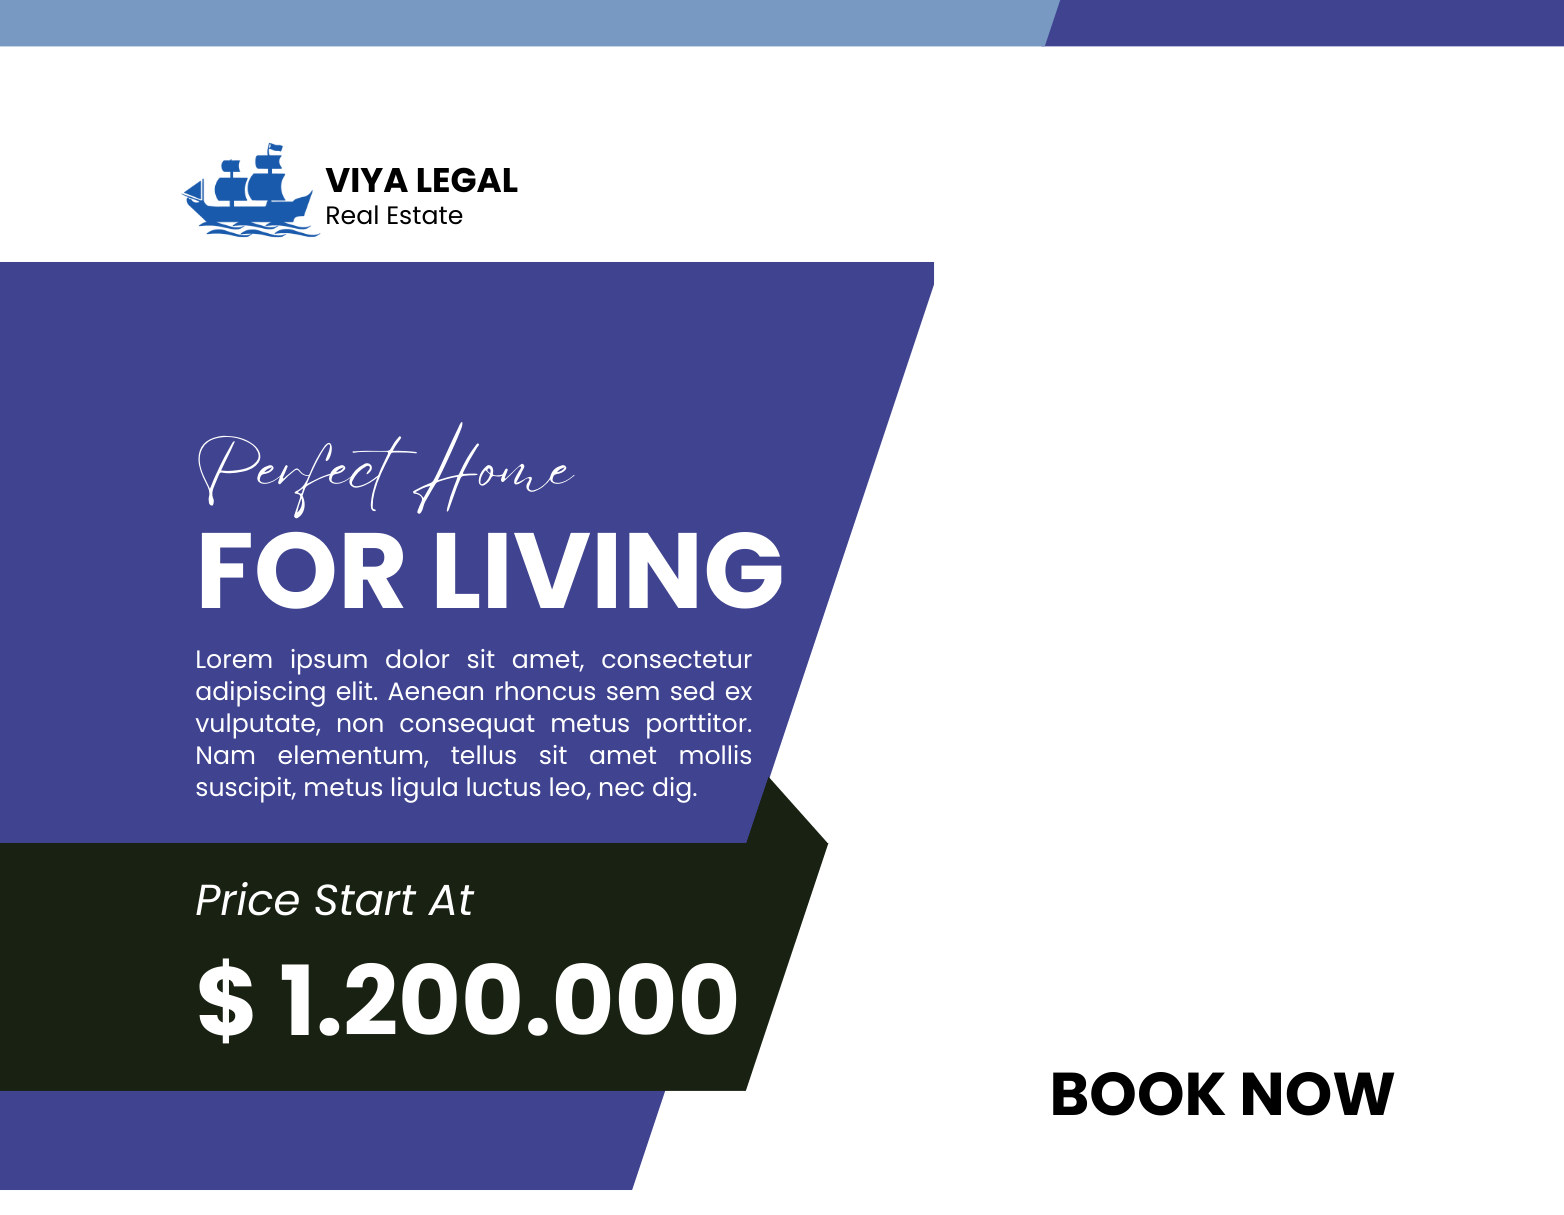 VIYA LEGAL
Real Estate
Perfect Home
FOR LIVING
Lorem ipsum dolor sit amet, consectetur
adipiscing elit. Aenean rhoncus sem sed ex
vulputate, non consequat metus porttitor.
Nam elementum, tellus sit amet mollis
suscipit, metus ligula luctus leo, nec dig.
Price Start At
$ 1.200.000
BOOK NOW